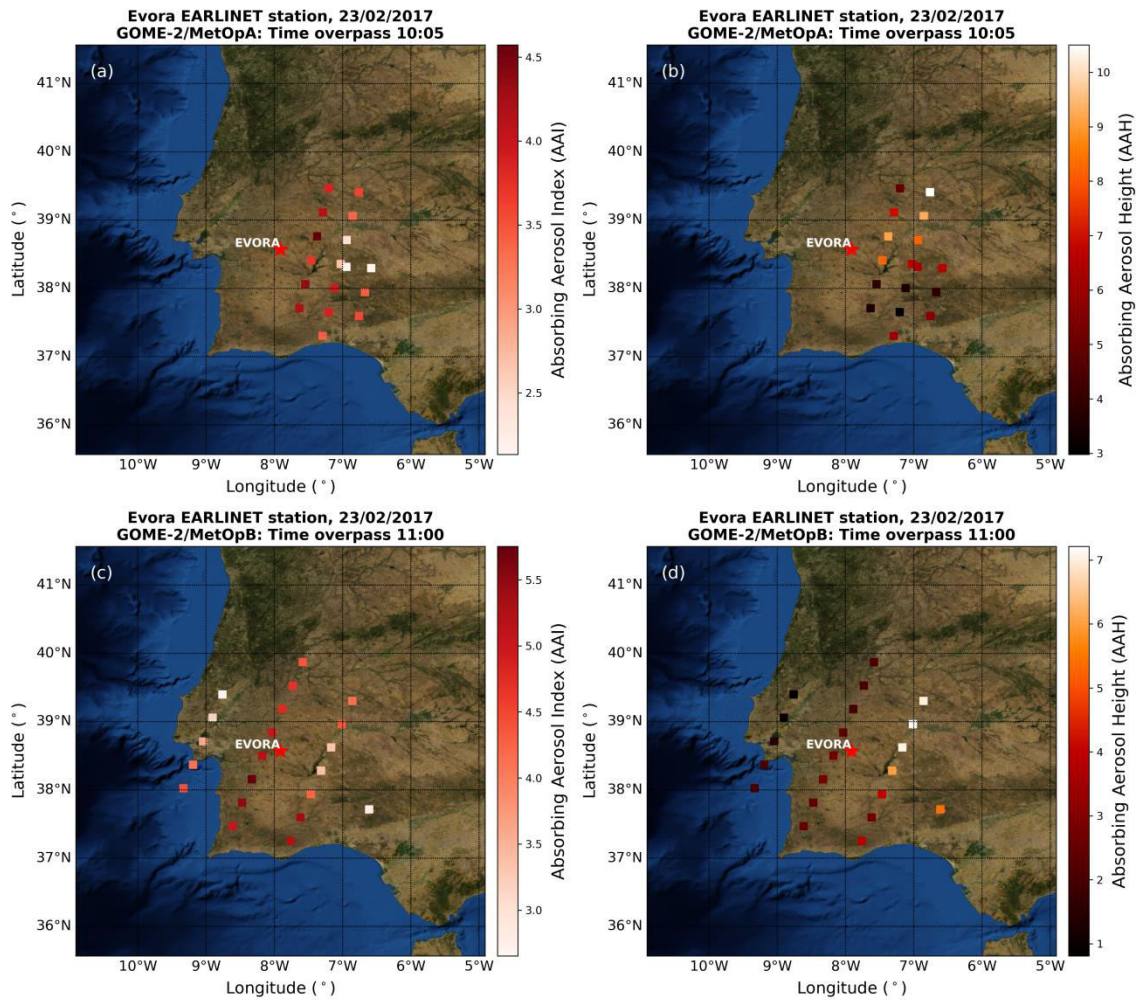 Evora EARLINET station, 23/02/2017
GOME-2/MetOpA: Time overpass 10:05
(a)
41°N
40°N
39°N
38°N
37°N
36°N
Latitude (°)
EVORA
10°W 9°W 8°W 7°W 6°W 5°W
Longitude (°)
4.5
4.0
3.5
3.0
2.5
Absorbing Aerosol Index (AAI)
Evora EARLINET station, 23/02/2017
GOME-2/MetOpA: Time overpass 10:05
(b)
41°N
40°N
39°N
38°N
37°N
36°N
Latitude (°)
EVORA
10°W 9°W 8°W 7°W 6°W 5°W
Longitude (°)
10
9
8
7
6
5
4
3
Absorbing Aerosol Height (AAH)
Evora EARLINET station, 23/02/2017
GOME-2/MetOpB: Time overpass 11:00
(c)
41°N
40°N
39°N
38°N
37°N
36°N
Latitude (°)
EVORA
10°W 9°W 8°W 7°W 6°W 5°W
Longitude (°)
5.5
5.0
4.5
4.0
3.5
3.0
Absorbing Aerosol Index (AAI)
Evora EARLINET station, 23/02/2017
GOME-2/MetOpB: Time overpass 11:00
(d)
41°N
40°N
39°N
38°N
37°N
36°N
Latitude (°)
EVORA
10°W 9°W 8°W 7°W 6°W 5°W
Longitude (°)
7
6
5
4
3
2
1
Absorbing Aerosol Height (AAH)